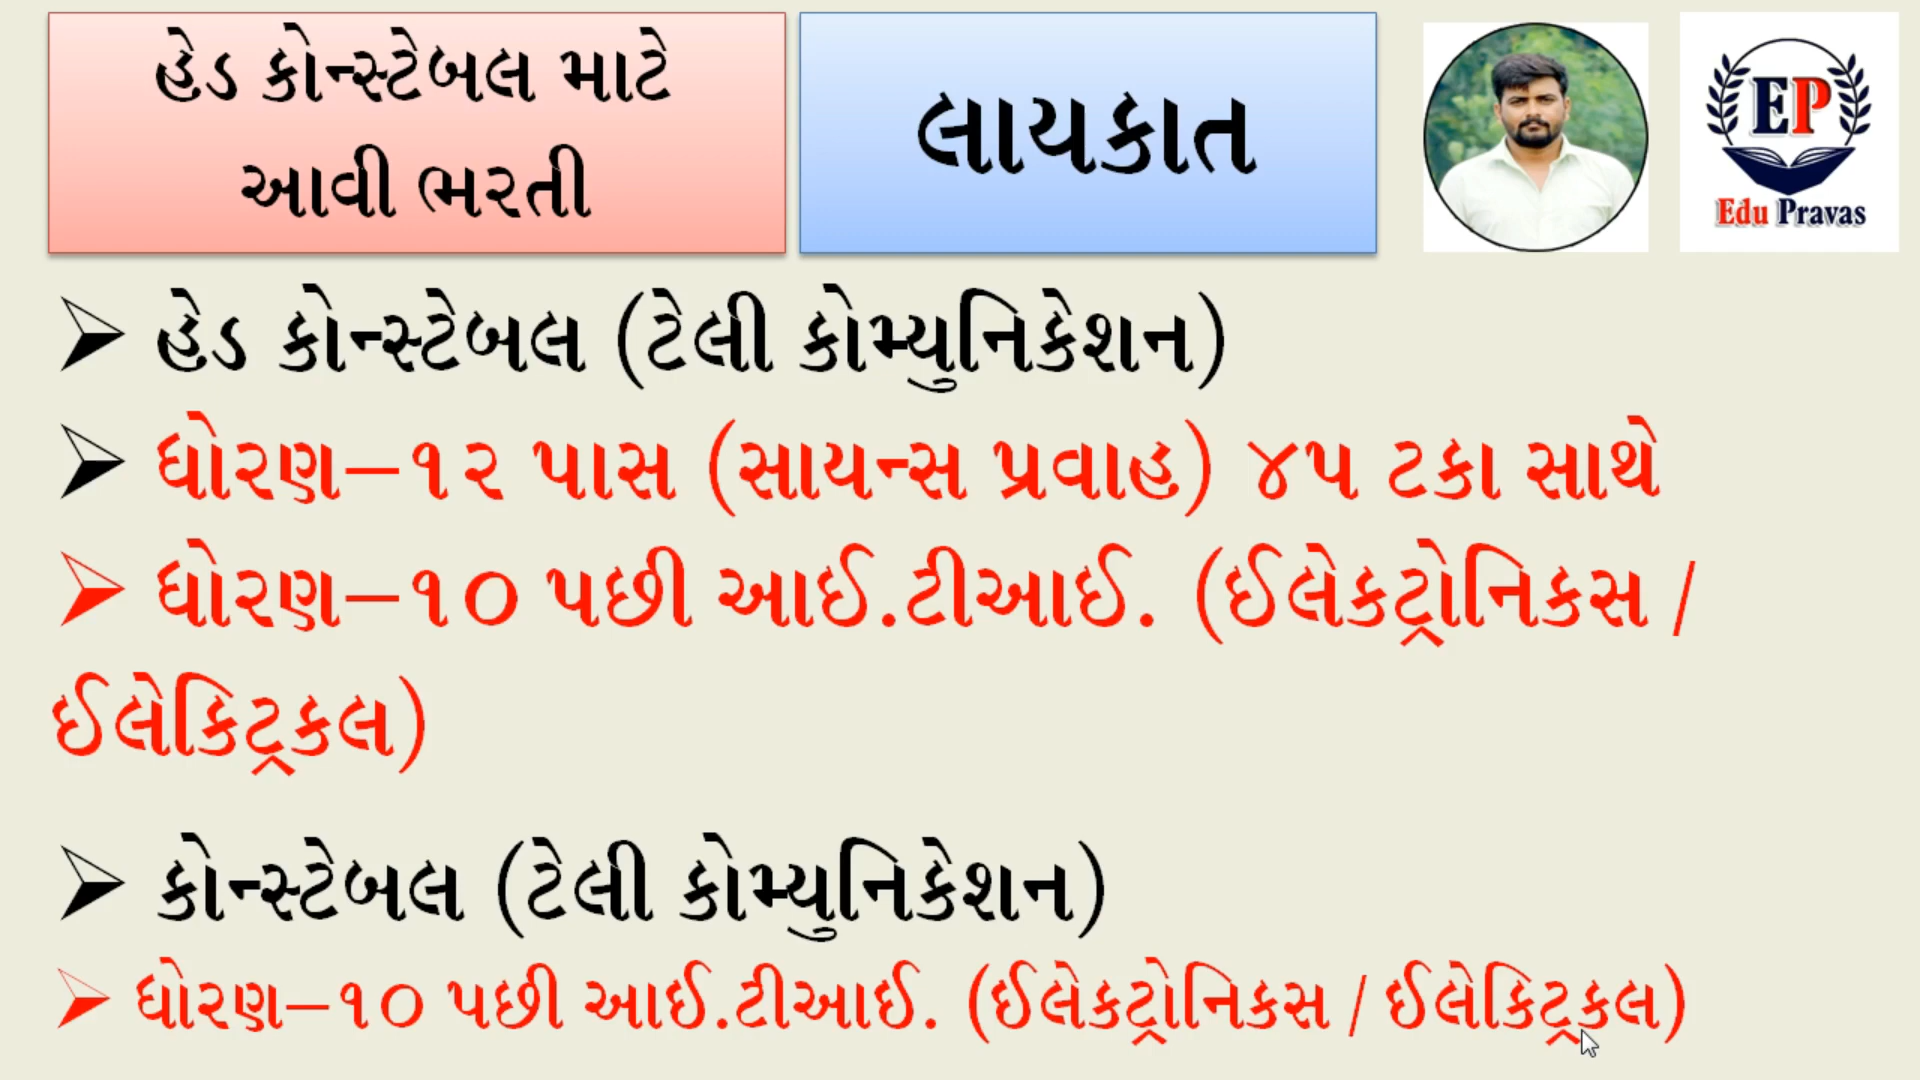 હેડ કોન્સ્ટેબલ માટે
આવી ભરતી
લાયકાત
EP
Edu Pravas
હેડ કોન્સ્ટેબલ (ટેલી કોમ્યુનિકેશન)
ધોરણ–૧૨ પાસ (સાયન્સ પ્રવાહ) ૪૫ ટકા સાથે
ધોરણ–૧૦ પછી આઈ.ટીઆઈ. (ઈલેકટ્રોનિકસ /
ઈલેકિટ્રકલ)
કોન્સ્ટેબલ (ટેલી કોમ્યુનિકેશન)
ધોરણ–૧૦ પછી આઈ.ટીઆઈ. (ઈલેકટ્રોનિકસ / ઈલેકિટ્રકલ)